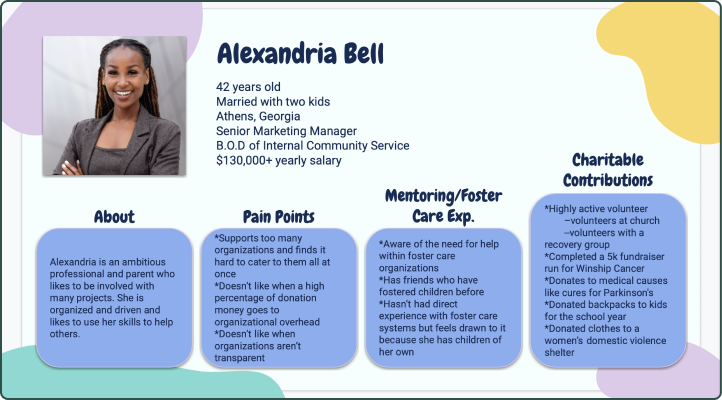 Alexandria Bell
42 years old
Married with two kids
Athens, Georgia
Senior Marketing Manager
B.O.D of Internal Community Service
$130,000+ yearly salary
About
Alexandria is an ambitious
professional and parent who
likes to be involved with
many projects. She is
organized and driven and
likes to use her skills to help
others.
Pain Points
*Supports too many
organizations and finds it
hard to cater to them all at
once
*Doesn't like when a high
percentage of donation
money goes to
organizational overhead
*Doesn't like when
organizations aren't
transparent
Mentoring/Foster
Care Exp.
*Aware of the need for help
within foster care
organizations
*Has friends who have
fostered children before
*Hasn't had direct
experience with foster care
systems but feels drawn to it
because she has children of
her own
Charitable
Contributions
*Highly active volunteer
–volunteers at church
–volunteers with a
recovery group
*Completed a 5k fundraiser
run for Winship Cancer
*Donates to medical causes
like cures for Parkinson's
*Donated backpacks to kids
for the school year
*Donated clothes to a
women's domestic violence
shelter